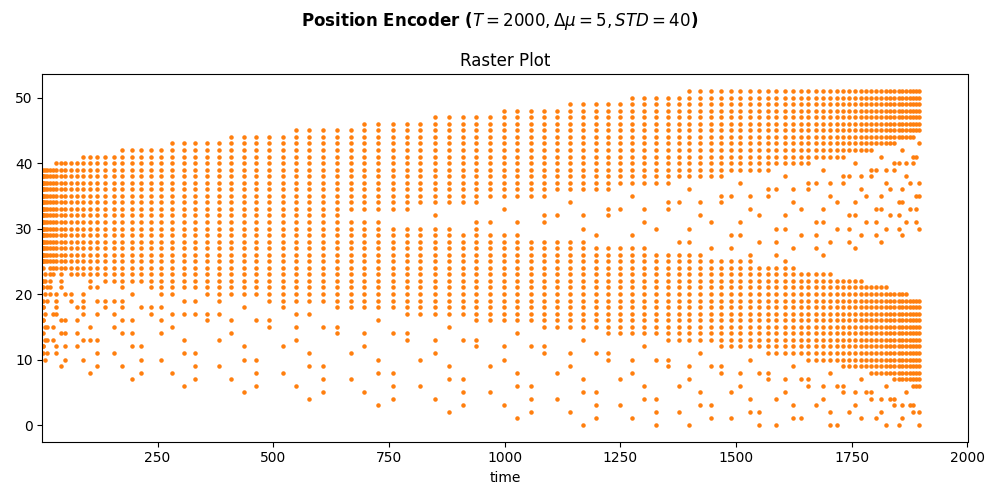 Position Encoder (T = 2000, Δμ = 5, STD = 40)
Raster Plot
50
40
30
20
10
0
250 500 750 1000 1250 1500 1750 2000
time